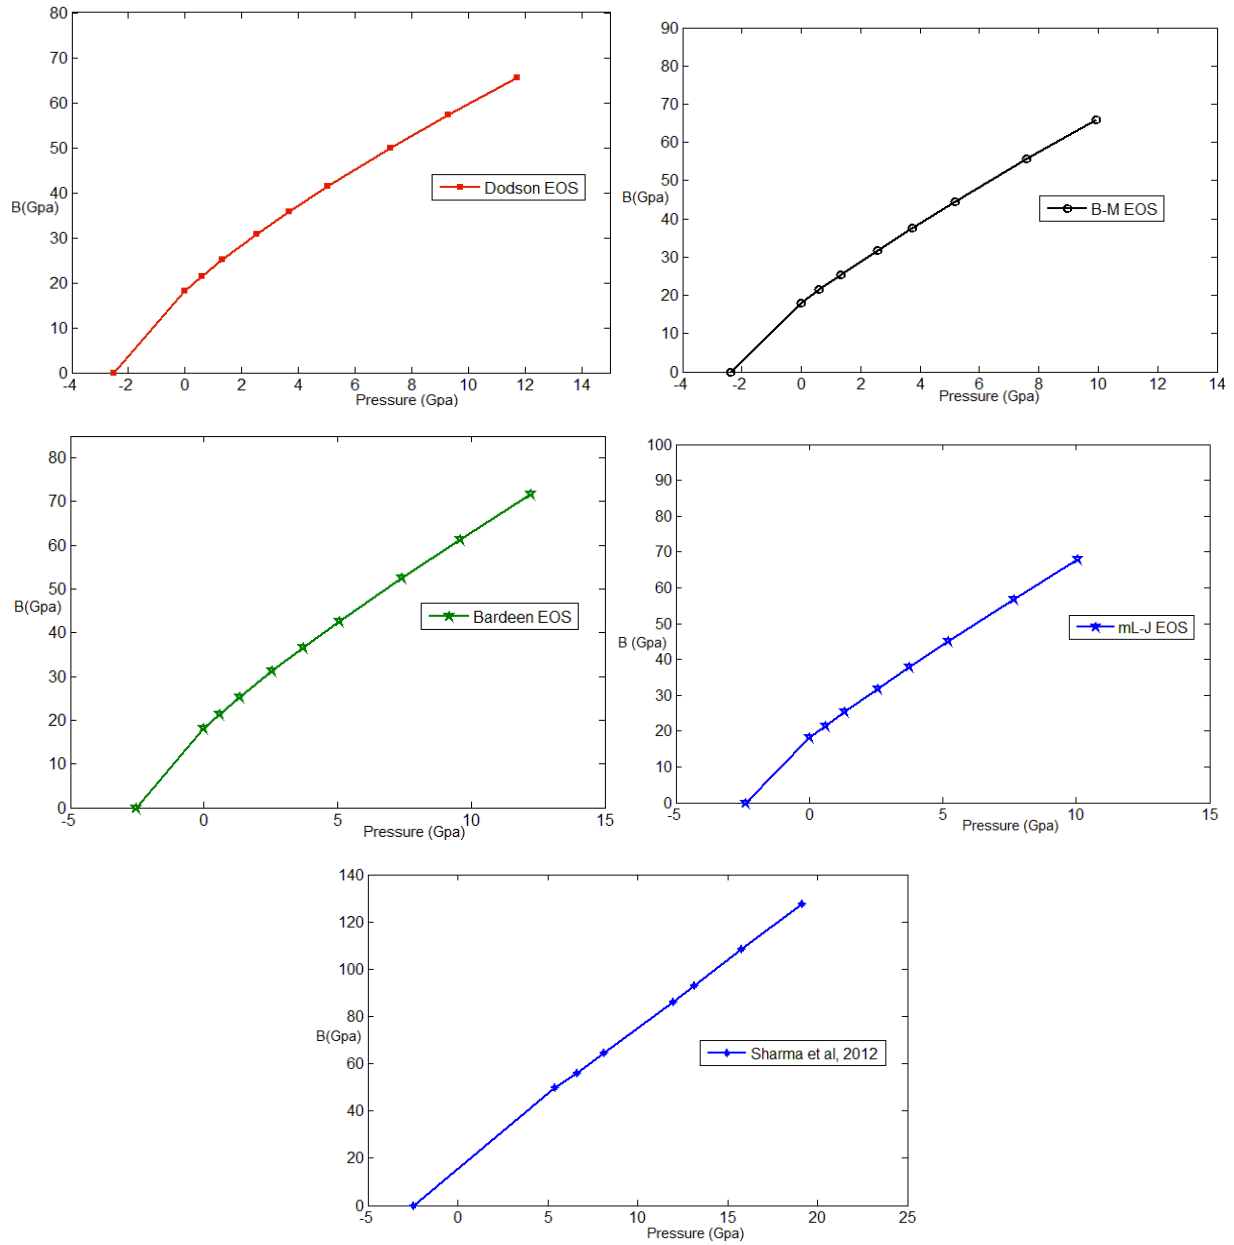 80
70
60
50
40
30
20
10
0
B(Gpa)
Dodson EOS
-4 -2 0 2 4 6 8 10 12 14
Pressure (Gpa)
90
80
70
60
50
40
30
20
10
0
B(Gpa)
B-M EOS
-4 -2 0 2 4 6 8 10 12 14
Pressure (Gpa)
80
70
60
50
40
30
20
10
0
B(Gpa)
Bardeen EOS
-5 0 5 10 15
Pressure (Gpa)
100
90
80
70
60
50
40
30
20
10
0
B (Gpa)
mL-J EOS
-5 0 5 10 15
Pressure (Gpa)
140
120
100
80
60
40
20
0
B(Gpa)
Sharma et al, 2012
-5 0 5 10 15 20 25
Pressure (Gpa)